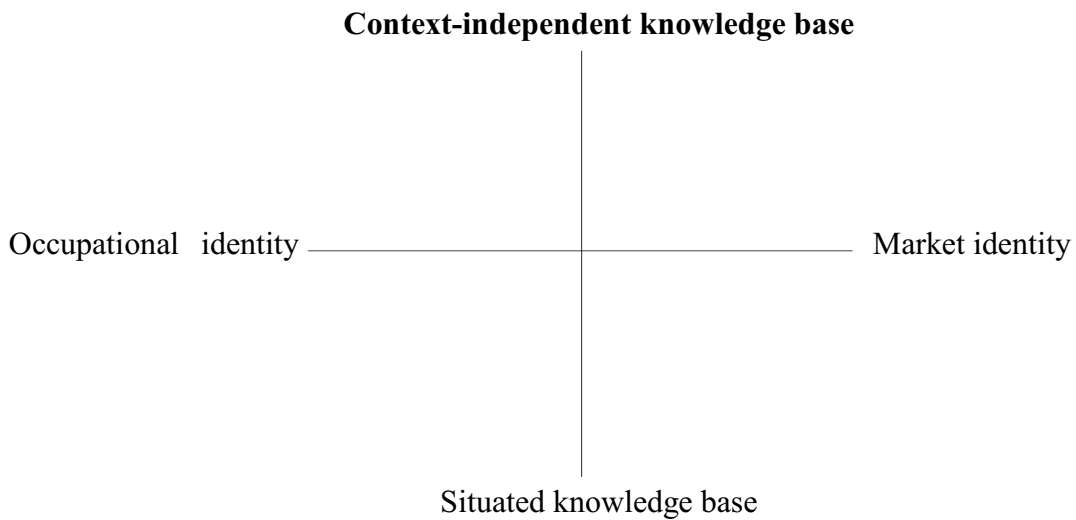 Context-independent knowledge base
Occupational identity
Market identity
Situated knowledge base